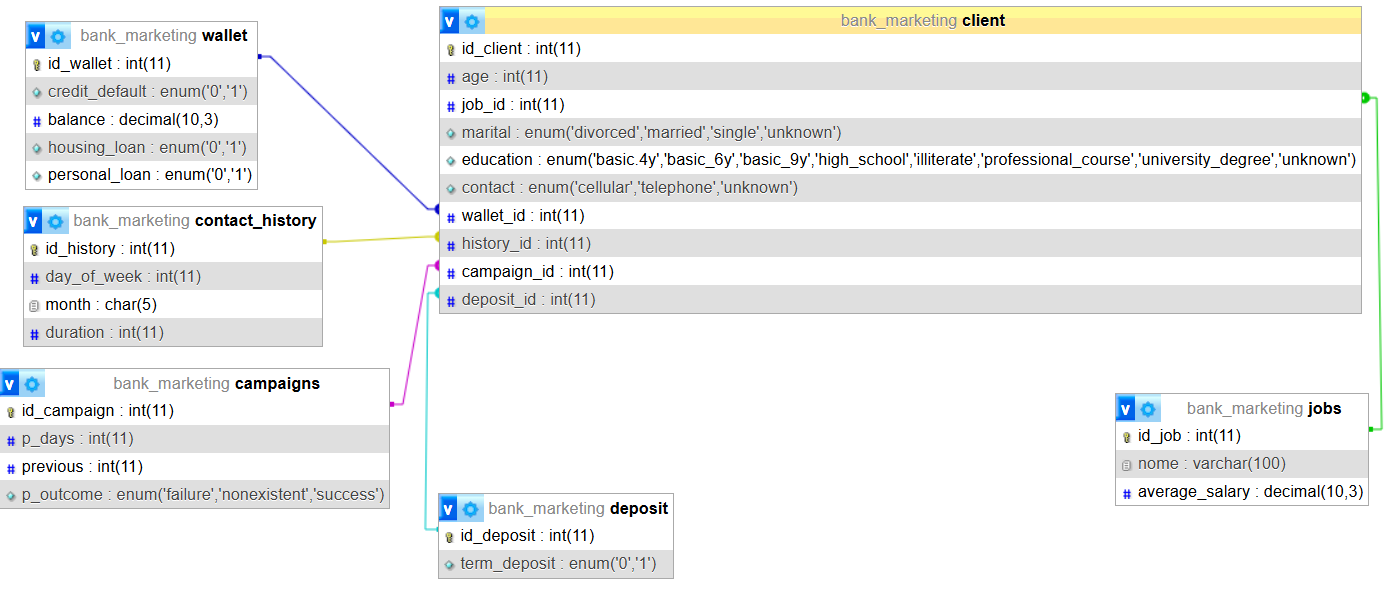 v bank_marketing wallet
id_wallet : int(11)
credit_default : enum('0','1')
# balance : decimal(10,3)
housing_loan : enum('0','1')
personal_loan : enum('0','1')
v bank_marketing contact_history
id_history : int(11)
# day_of_week : int(11)
month : char(5)
# duration : int(11)
v bank_marketing campaigns
id_campaign : int(11)
# p_days : int(11)
# previous : int(11)
p_outcome : enum('failure','nonexistent','success')
v bank_marketing client
id_client : int(11)
# age : int(11)
# job_id : int(11)
marital : enum('divorced','married','single','unknown')
education : enum('basic.4y','basic_6y','basic_9y','high_school','illiterate','professional_course','university_degree','unknown')
contact : enum('cellular','telephone','unknown')
# wallet_id : int(11)
# history_id : int(11)
# campaign_id : int(11)
# deposit_id : int(11)
v bank_marketing deposit
id_deposit : int(11)
term_deposit : enum('0','1')
v bank_marketing jobs
id_job : int(11)
nome : varchar(100)
# average_salary : decimal(10,3)